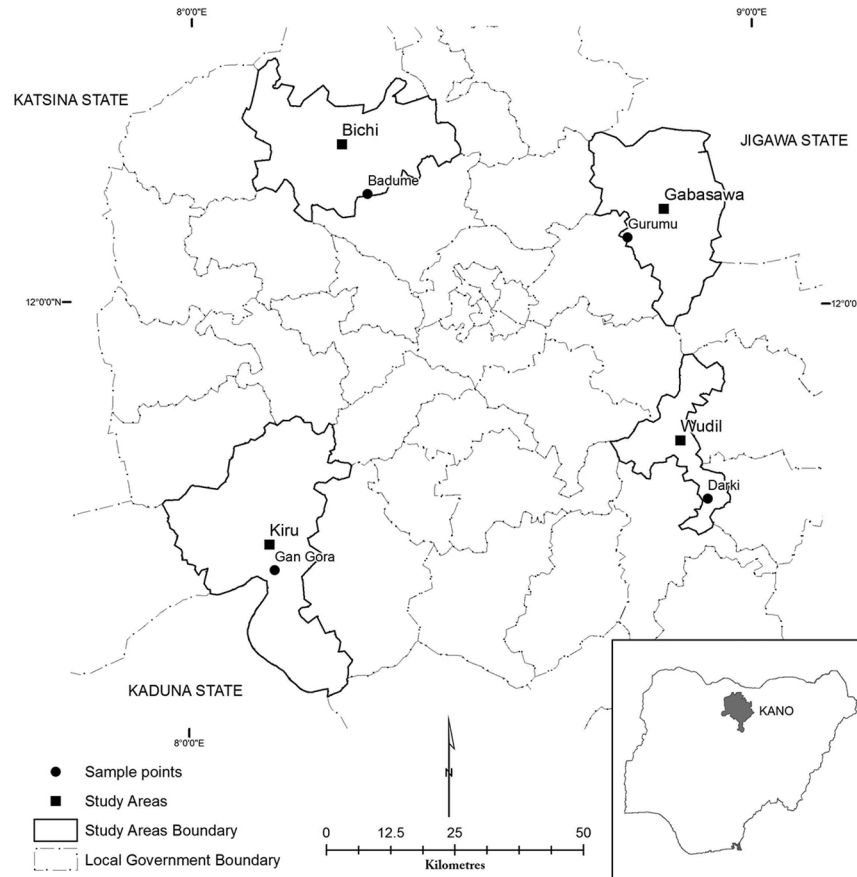 8°0'0"E
9°0'0"E
KATSINA STATE
JIGAWA STATE
Bichi
Badume
Gabasawa
Gurumu
12°0'0"N
12°0'0"
Wudil
Darki
Kiru
Gan Gora
KADUNA STATE
8°0'0"E
KANO
N
Sample points
Study Areas
Study Areas Boundary
Local Government Boundary
0 12.5 25 50
Kilometres